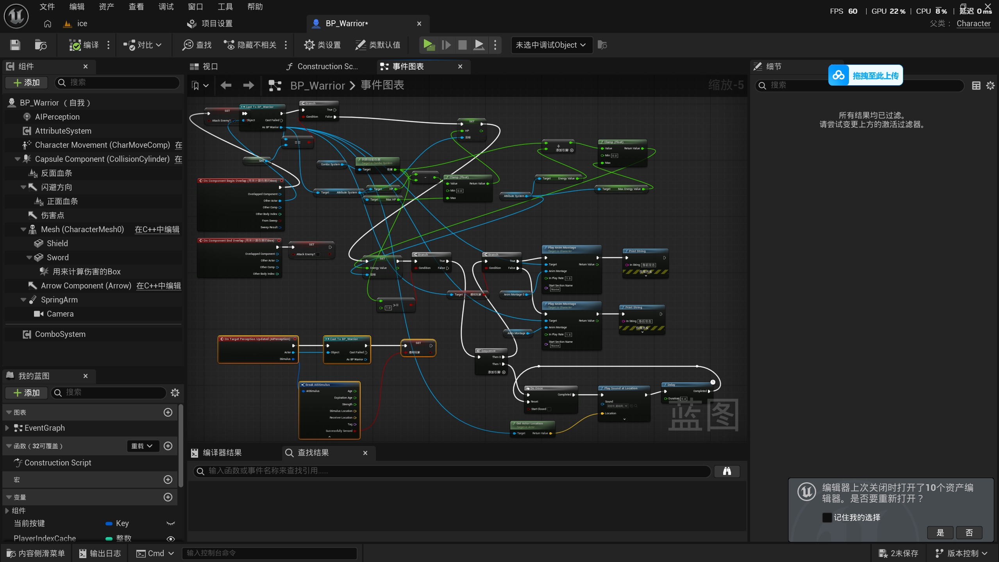 文件
编辑
资产
查看
调试
窗口
工具
帮助
FPS 60 | GPU 22 % | CPU 8 % | 延迟 0 ms
ice
项目设置
BP_Warrior*
父类： Character
编译
对比
查找
隐藏不相关
类设置
类默认值
未选中调试Object
组件
添加
搜索
BP_Warrior （自我）
AIPerception
AttributeSystem
Character Movement (CharMoveComp) 在
Capsule Component (CollisionCylinder) 在
反面血条
闪避方向
正面血条
伤害点
Mesh (CharacterMesh0) 在C++中编辑
Shield
Sword
用来计算伤害的Box
Arrow Component (Arrow) 在C++中编辑
SpringArm
Camera
ComboSystem
我的蓝图
添加
搜索
图表
EventGraph
函数（32可覆盖）
重载
Construction Script
宏
变量
组件
当前按键 Key
PlayerIndexCache 整数
视口
Construction Sc...
事件图表
BP_Warrior
事件图表
缩放-5
SET
Attack Enemy?
Cast To BP_Warrior
Object
Cast Failed
As BP Warrior
Branch
True
Condition
False
==
Self
SET
HP
目标
Combo System
判断技能伤害
Target is Combo System
Target
伤害
-
Clamp (Float)
Value
Return Value
Min 0.0
Max
+
添加引脚
Clamp (Float)
Value
Return Value
Min 0.0
Max
Target
Energy Value
Target
Max Energy Value
Attribute System
Target
Attribute System
Target
HP
Target
Max HP
On Component Begin Overlap (用来计算伤害的Box)
Overlapped Component
Other Actor
Other Comp
Other Body Index
From Sweep
Sweep Result
On Component End Overlap (用来计算伤害的Box)
Overlapped Component
Other Actor
Other Comp
Other Body Index
SET
Attack Enemy?
SET
Energy Value
目标
Branch
True
Condition
False
1.0
>=
Branch
True
Condition
False
Target
感知玩家
Anim Montage 0
Anim Montage
Play Anim Montage
Target is Character
Target
Return Value
Anim Montage
In Play Rate 1.5
Start Section Name
None
Print String
In String 身前攻击
仅限开发
Play Anim Montage
Target is Character
Target
Return Value
Anim Montage
In Play Rate 1.5
Start Section Name
None
Print String
In String 身后攻击
仅限开发
On Target Perception Updated (AIPerception)
Actor
Stimulus
Cast To BP_Warrior
Object
Cast Failed
As BP Warrior
SET
感知玩家
Break AIStimulus
AIStimulus
Age
Expiration Age
Strength
Stimulus Location
Receiver Location
Tag
Successfully Sensed
Sequence
Then 0
Then 1
添加引脚
Do Once
Completed
Reset
Start Closed
Play Sound at Location
Sound
Location
Delay
Completed
Duration 0.4
Get Actor Location
Target is Actor
Target
Return Value
蓝图
编译器结果
查找结果
输入函数或事件名称来查找引用……
细节
拖拽至此上传
搜索
所有结果均已过滤。
请尝试变更上方的激活过滤器。
编辑器上次关闭时打开了10个资产编
辑器。是否要重新打开？
记住我的选择
是
否
内容侧滑菜单
输出日志
Cmd
输入控制台命令
2未保存
版本控制